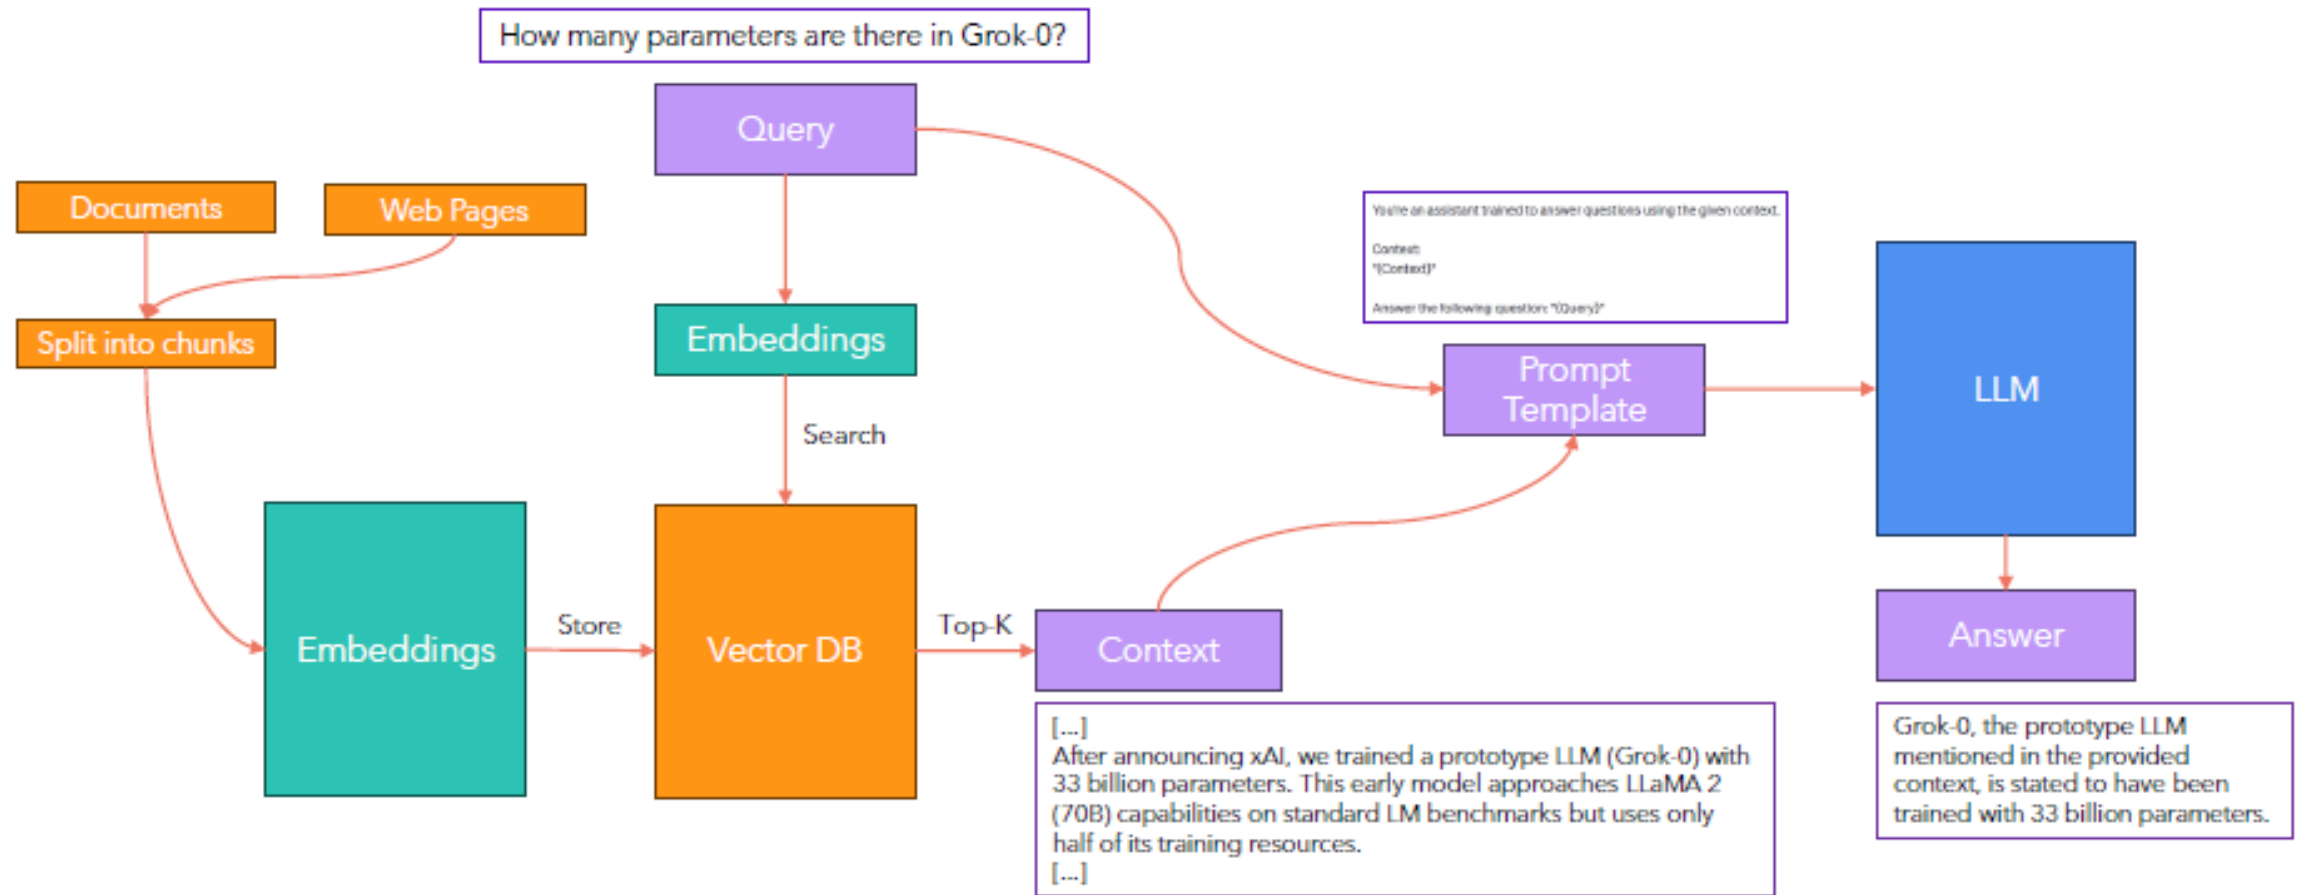 How many parameters are there in Grok-0?
Query
Documents
Web Pages
You're an assistant trained to answer questions using the given context.
Context:
"{Context}"
Answer the following question: "{Query}"
Split into chunks
Embeddings
Prompt
Template
LLM
Search
Embeddings
Store
Vector DB
Top-K
Context
Answer
[...]
After announcing xAI, we trained a prototype LLM (Grok-0) with
33 billion parameters. This early model approaches LLaMA 2
(70B) capabilities on standard LM benchmarks but uses only
half of its training resources.
[...]
Grok-0, the prototype LLM
mentioned in the provided
context, is stated to have been
trained with 33 billion parameters.